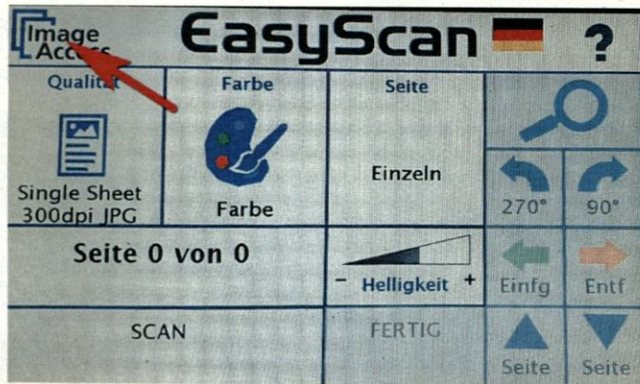 Image
Access
EasyScan
?
Qualität
Farbe
Seite
Single Sheet
300dpi JPG
Farbe
Einzeln
270°
90°
Seite 0 von 0
- Helligkeit +
Einfg
Entf
SCAN
FERTIG
Seite
Seite